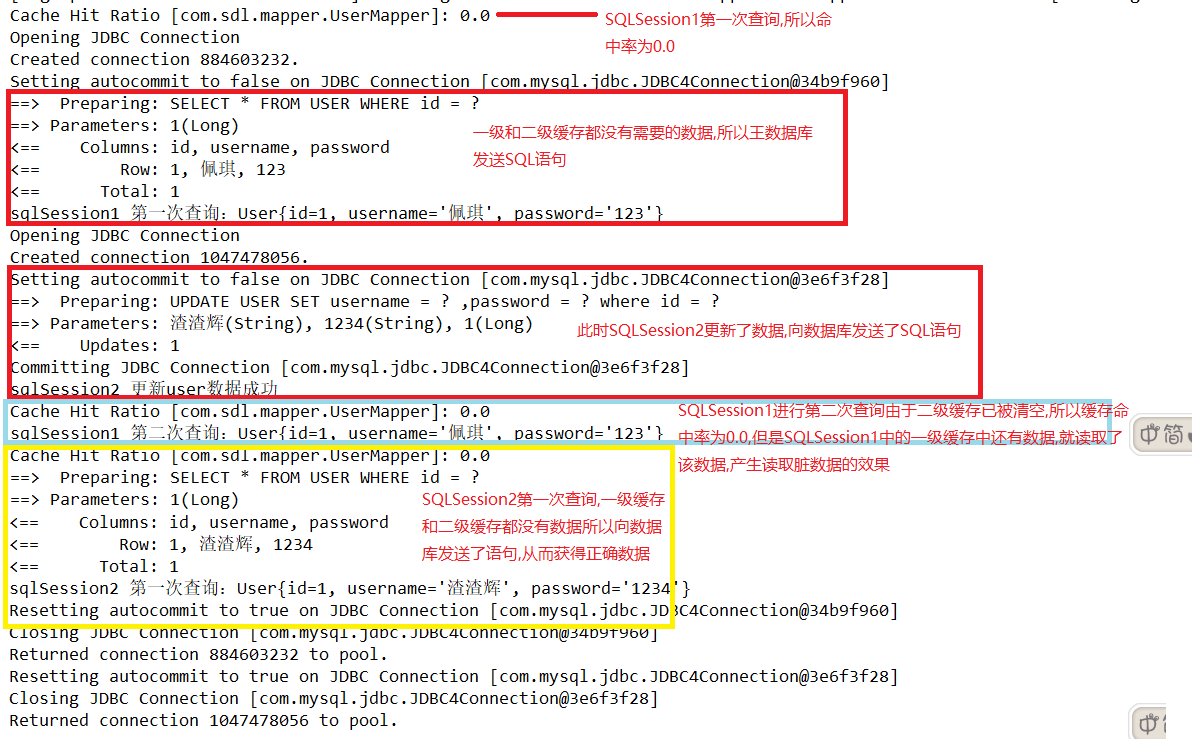 Cache Hit Ratio [com.sdl.mapper.UserMapper]: 0.0
SQLSession1第一次查询,所以命
中率为0.0
Opening JDBC Connection
Created connection 884603232.
Setting autocommit to false on JDBC Connection [com.mysql.jdbc.JDBC4Connection@34b9f960]
==>  Preparing: SELECT * FROM USER WHERE id = ?
==> Parameters: 1(Long)
一级和二级缓存都没有需要的数据,所以王数据库
发送SQL语句
<==    Columns: id, username, password
<==        Row: 1, 佩琪, 123
<==      Total: 1
sqlSession1 第一次查询：User{id=1, username='佩琪', password='123'}
Opening JDBC Connection
Created connection 1047478056.
Setting autocommit to false on JDBC Connection [com.mysql.jdbc.JDBC4Connection@3e6f3f28]
==>  Preparing: UPDATE USER SET username = ? ,password = ? where id = ?
==> Parameters: 渣渣辉(String), 1234(String), 1(Long)
此时SQLSession2更新了数据,向数据库发送了SQL语句
<==    Updates: 1
Committing JDBC Connection [com.mysql.jdbc.JDBC4Connection@3e6f3f28]
sqlSession2 更新user数据成功
Cache Hit Ratio [com.sdl.mapper.UserMapper]: 0.0
sqlSession1 第二次查询：User{id=1, username='佩琪', password='123'}
SQLSession1进行第二次查询由于二级缓存已被清空,所以缓存命
中率为0.0,但是SQLSession1中的一级缓存中还有数据,就读取了
该数据,产生读取脏数据的效果
中简
Cache Hit Ratio [com.sdl.mapper.UserMapper]: 0.0
==>  Preparing: SELECT * FROM USER WHERE id = ?
==> Parameters: 1(Long)
SQLSession2第一次查询,一级缓存
和二级缓存都没有数据所以向数据
库发送了语句,从而获得正确数据
<==    Columns: id, username, password
<==        Row: 1, 渣渣辉, 1234
<==      Total: 1
sqlSession2 第一次查询：User{id=1, username='渣渣辉', password='1234'}
Resetting autocommit to true on JDBC Connection [com.mysql.jdbc.JDBC4Connection@34b9f960]
Closing JDBC Connection [com.mysql.jdbc.JDBC4Connection@34b9f960]
Returned connection 884603232 to pool.
Resetting autocommit to true on JDBC Connection [com.mysql.jdbc.JDBC4Connection@3e6f3f28]
Closing JDBC Connection [com.mysql.jdbc.JDBC4Connection@3e6f3f28]
Returned connection 1047478056 to pool.
中